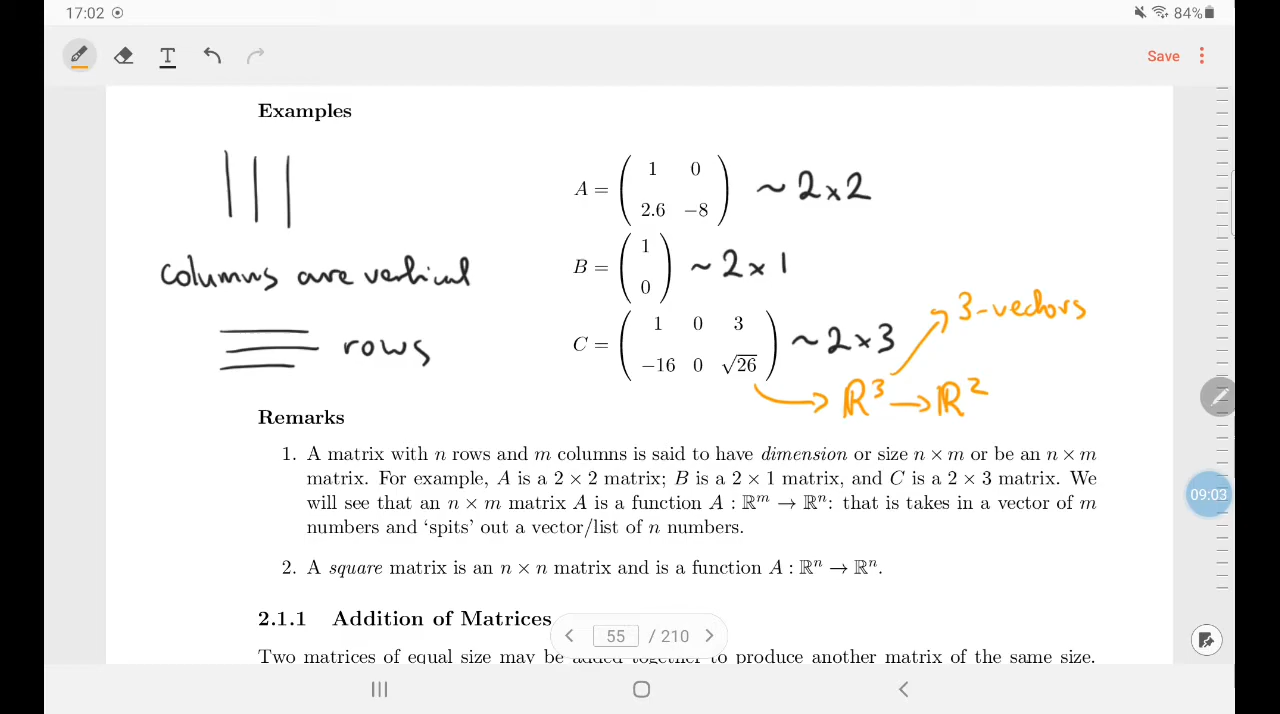 17:02
84%
T
Save
Examples
A = ( 1 0
2.6 −8 ) ~ 2×2
columns are vertical
B = ( 1
0 ) ~ 2×1
rows
C = ( 1 0 3
−16 0 √26 ) ~ 2×3
3-vectors
ℝ³ → ℝ²
Remarks
1. A matrix with n rows and m columns is said to have dimension or size n × m or be an n × m
matrix. For example, A is a 2 × 2 matrix; B is a 2 × 1 matrix, and C is a 2 × 3 matrix. We
will see that an n × m matrix A is a function A : ℝᵐ → ℝⁿ: that is takes in a vector of m
numbers and ‘spits’ out a vector/list of n numbers.
2. A square matrix is an n × n matrix and is a function A : ℝⁿ → ℝⁿ.
09:03
2.1.1 Addition of Matrices
55 / 210
Two matrices of equal size may be added together to produce another matrix of the same size.